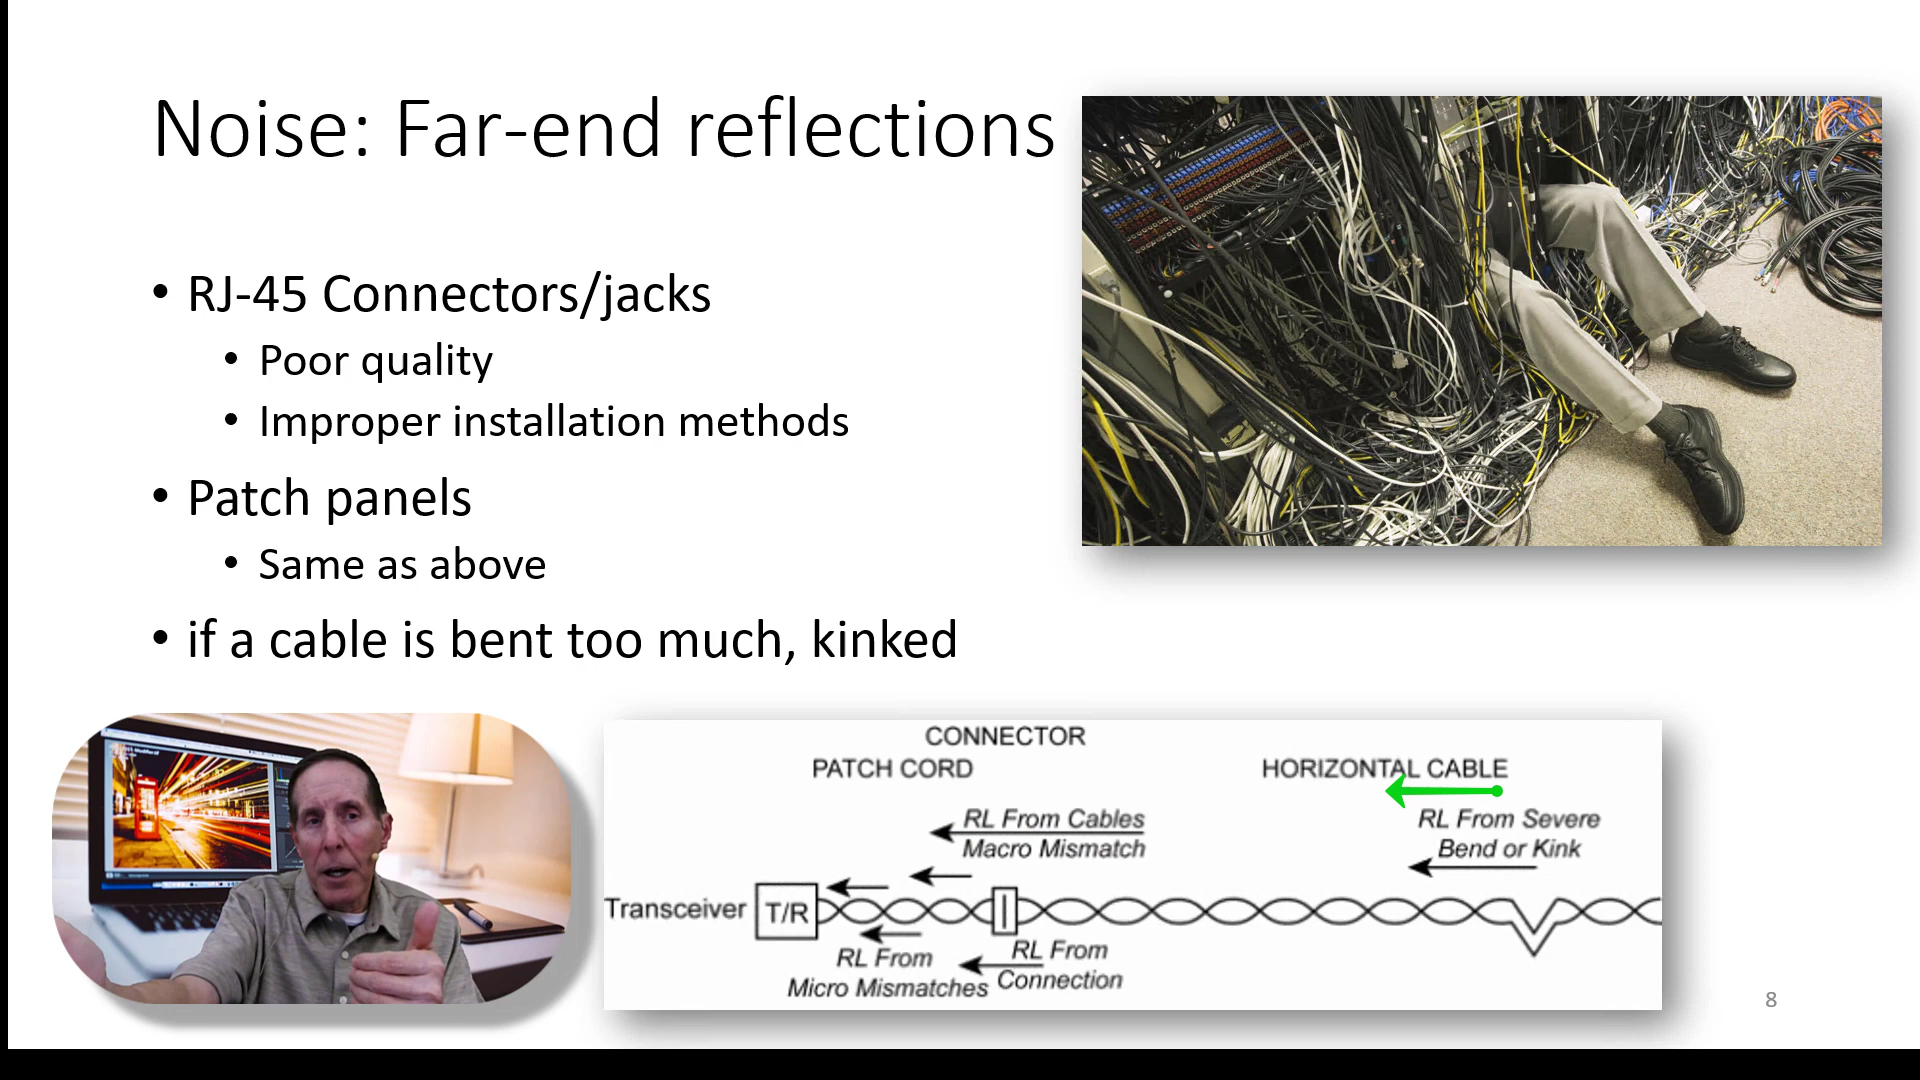 Noise: Far-end reflections
• RJ-45 Connectors/jacks
• Poor quality
• Improper installation methods
• Patch panels
• Same as above
• if a cable is bent too much, kinked
CONNECTOR
PATCH CORD
HORIZONTAL CABLE
RL From Cables
Macro Mismatch
RL From Severe
Bend or Kink
Transceiver
T/R
RL From
Micro Mismatches
RL From
Connection
8